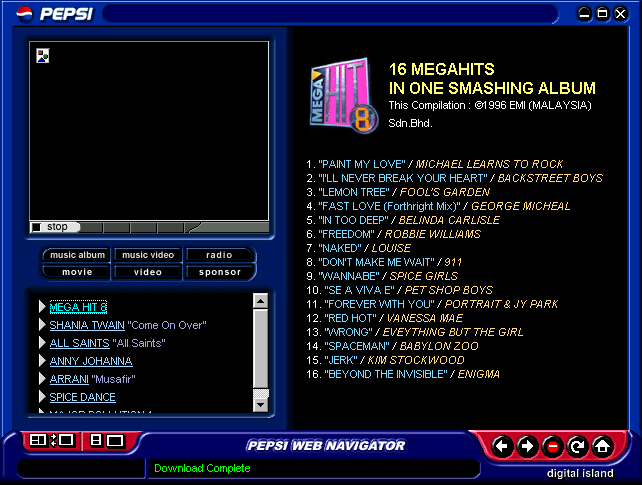 PEPSI
16 MEGAHITS
IN ONE SMASHING ALBUM
This Compilation : ©1996 EMI (MALAYSIA)
Sdn.Bhd.
MEGA HIT 8
1. "PAINT MY LOVE" / MICHAEL LEARNS TO ROCK
2. "I'LL NEVER BREAK YOUR HEART" / BACKSTREET BOYS
3. "LEMON TREE" / FOOL'S GARDEN
4. "FAST LOVE (Forthright Mix)" / GEORGE MICHEAL
5. "IN TOO DEEP" / BELINDA CARLISLE
6. "FREEDOM" / ROBBIE WILLIAMS
7. "NAKED" / LOUISE
8. "DON'T MAKE ME WAIT" / 911
9. "WANNABE" / SPICE GIRLS
10. "SE A VIVA E" / PET SHOP BOYS
11. "FOREVER WITH YOU" / PORTRAIT & JY PARK
12. "RED HOT" / VANESSA MAE
13. "WRONG" / EVEYTHING BUT THE GIRL
14. "SPACEMAN" / BABYLON ZOO
15. "JERK" / KIM STOCKWOOD
16. "BEYOND THE INVISIBLE" / ENIGMA
stop
music album music video radio
movie video sponsor
MEGA HIT 8
SHANIA TWAIN "Come On Over"
ALL SAINTS "All Saints"
ANNY JOHANNA
ARRANI "Musafir"
SPICE DANCE
MAJOR POLLUTION 1
PEPSI WEB NAVIGATOR
Download Complete
digital island